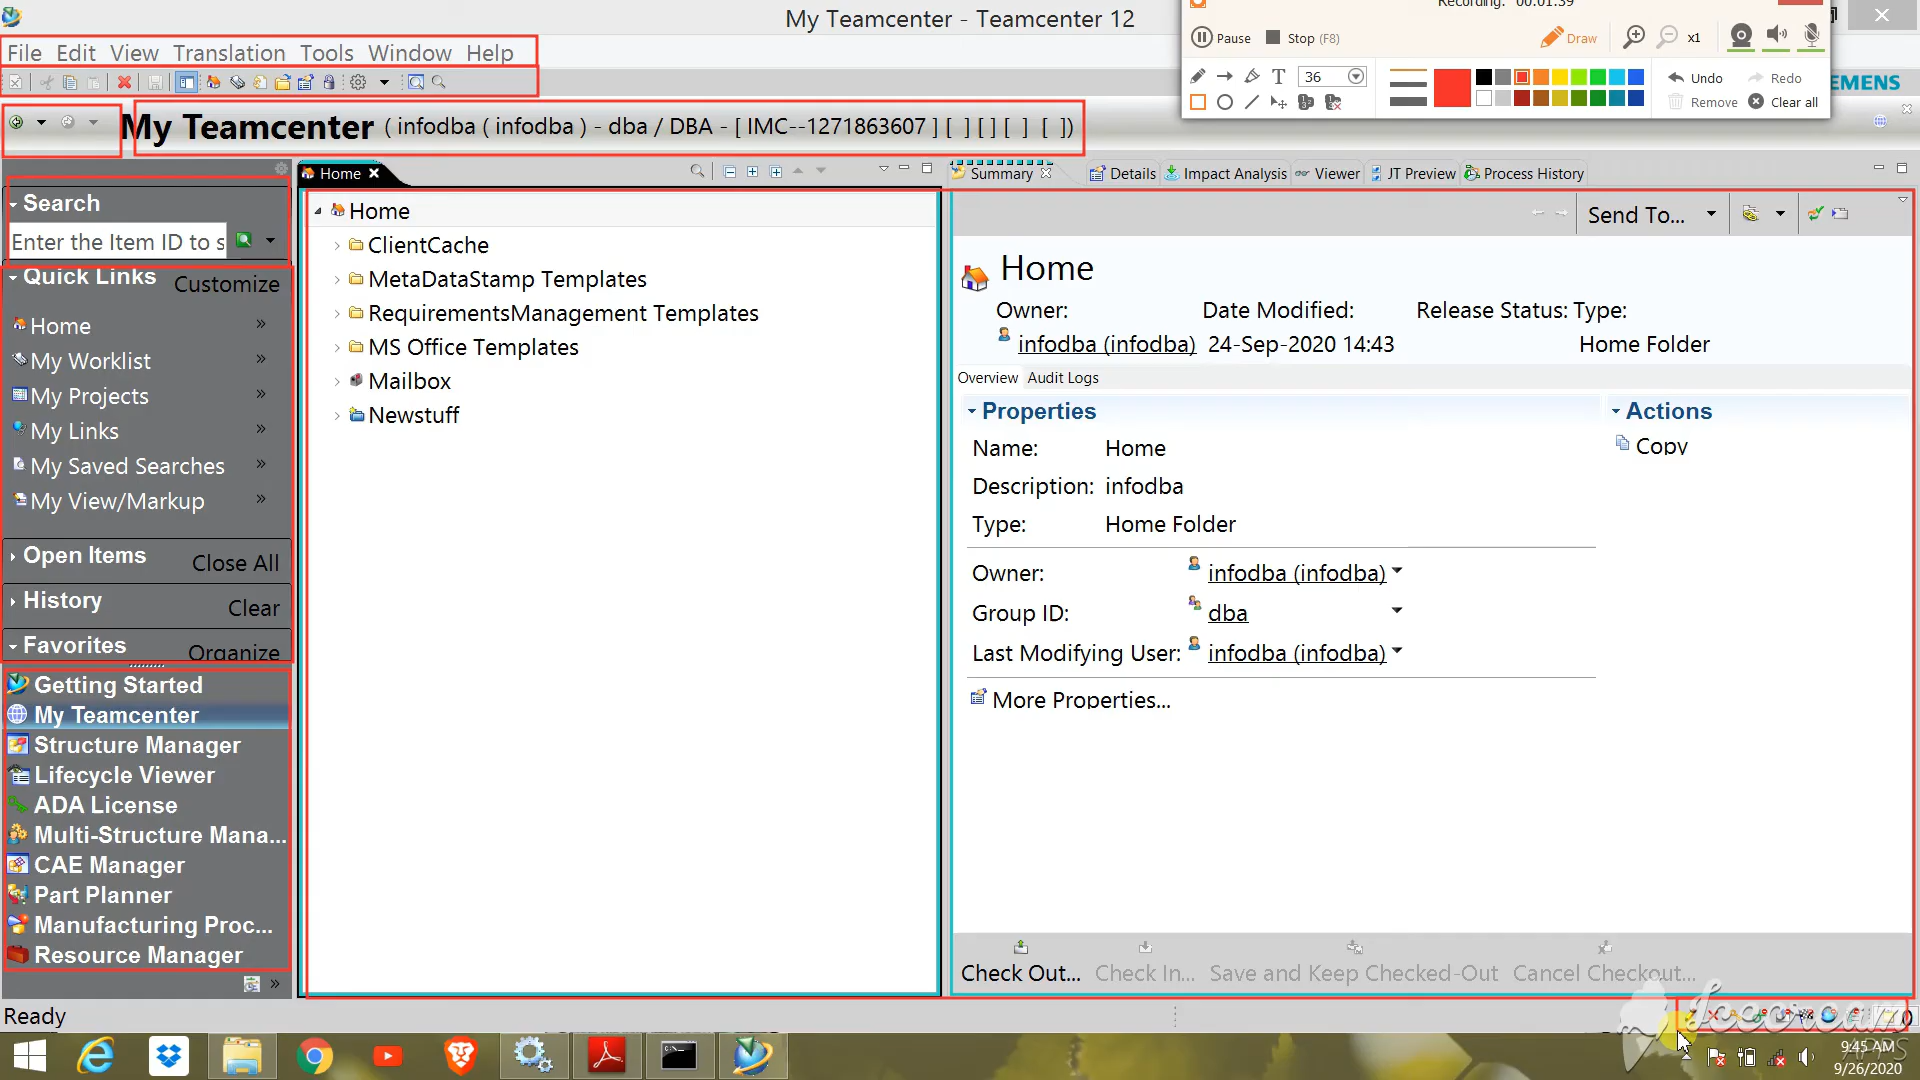 My Teamcenter - Teamcenter 12
Recording: 00:01:39
File Edit View Translation Tools Window Help
Pause Stop (F8) Draw x1
36 Undo Redo
Remove Clear all
EMENS
My Teamcenter ( infodba ( infodba ) - dba / DBA - [ IMC--1271863607 ] [ ] [ ] [ ] [ ])
Search
Enter the Item ID to s
Quick Links Customize
Home
My Worklist
My Projects
My Links
My Saved Searches
My View/Markup
Open Items Close All
History Clear
Favorites Organize
Getting Started
My Teamcenter
Structure Manager
Lifecycle Viewer
ADA License
Multi-Structure Mana...
CAE Manager
Part Planner
Manufacturing Proc...
Resource Manager
Home
Home
ClientCache
MetaDataStamp Templates
RequirementsManagement Templates
MS Office Templates
Mailbox
Newstuff
Summary Details Impact Analysis Viewer JT Preview Process History
Send To...
Home
Owner: Date Modified: Release Status: Type:
infodba (infodba) 24-Sep-2020 14:43 Home Folder
Overview Audit Logs
Properties Actions
Name: Home Copy
Description: infodba
Type: Home Folder
Owner: infodba (infodba)
Group ID: dba
Last Modifying User: infodba (infodba)
More Properties...
Check Out... Check In... Save and Keep Checked-Out Cancel Checkout...
Ready
Icecream
APPS
9:45 AM
9/26/2020